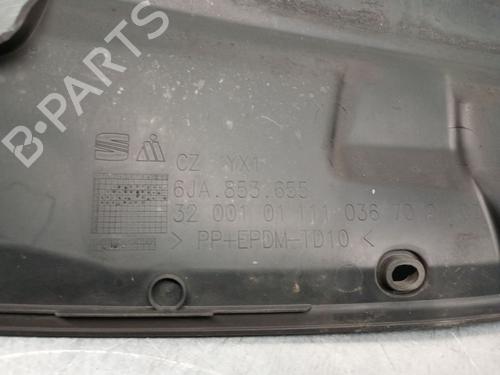 CZ YX1
6JA.853.655
32 001 01 111 036 70
> PP+EPDM-TD10 <
B-PARTS